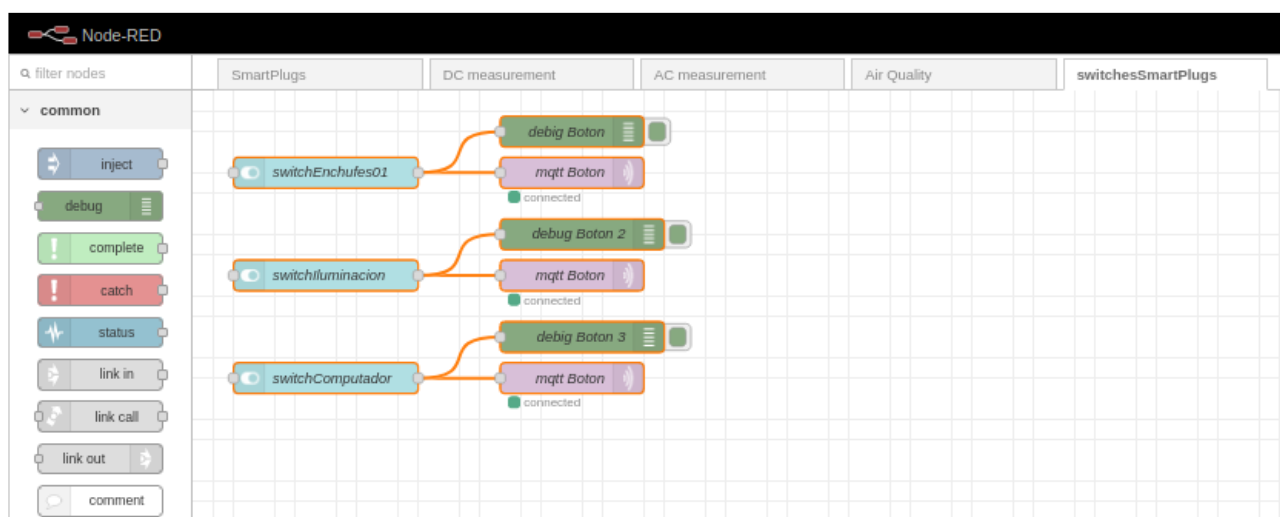 Node-RED
filter nodes
SmartPlugs
DC measurement
AC measurement
Air Quality
switchesSmartPlugs
common
inject
debug
complete
catch
status
link in
link call
link out
comment
debig Boton
switchEnchufes01
mqtt Boton
connected
debug Boton 2
switchIluminacion
mqtt Boton
connected
debig Boton 3
switchComputador
mqtt Boton
connected